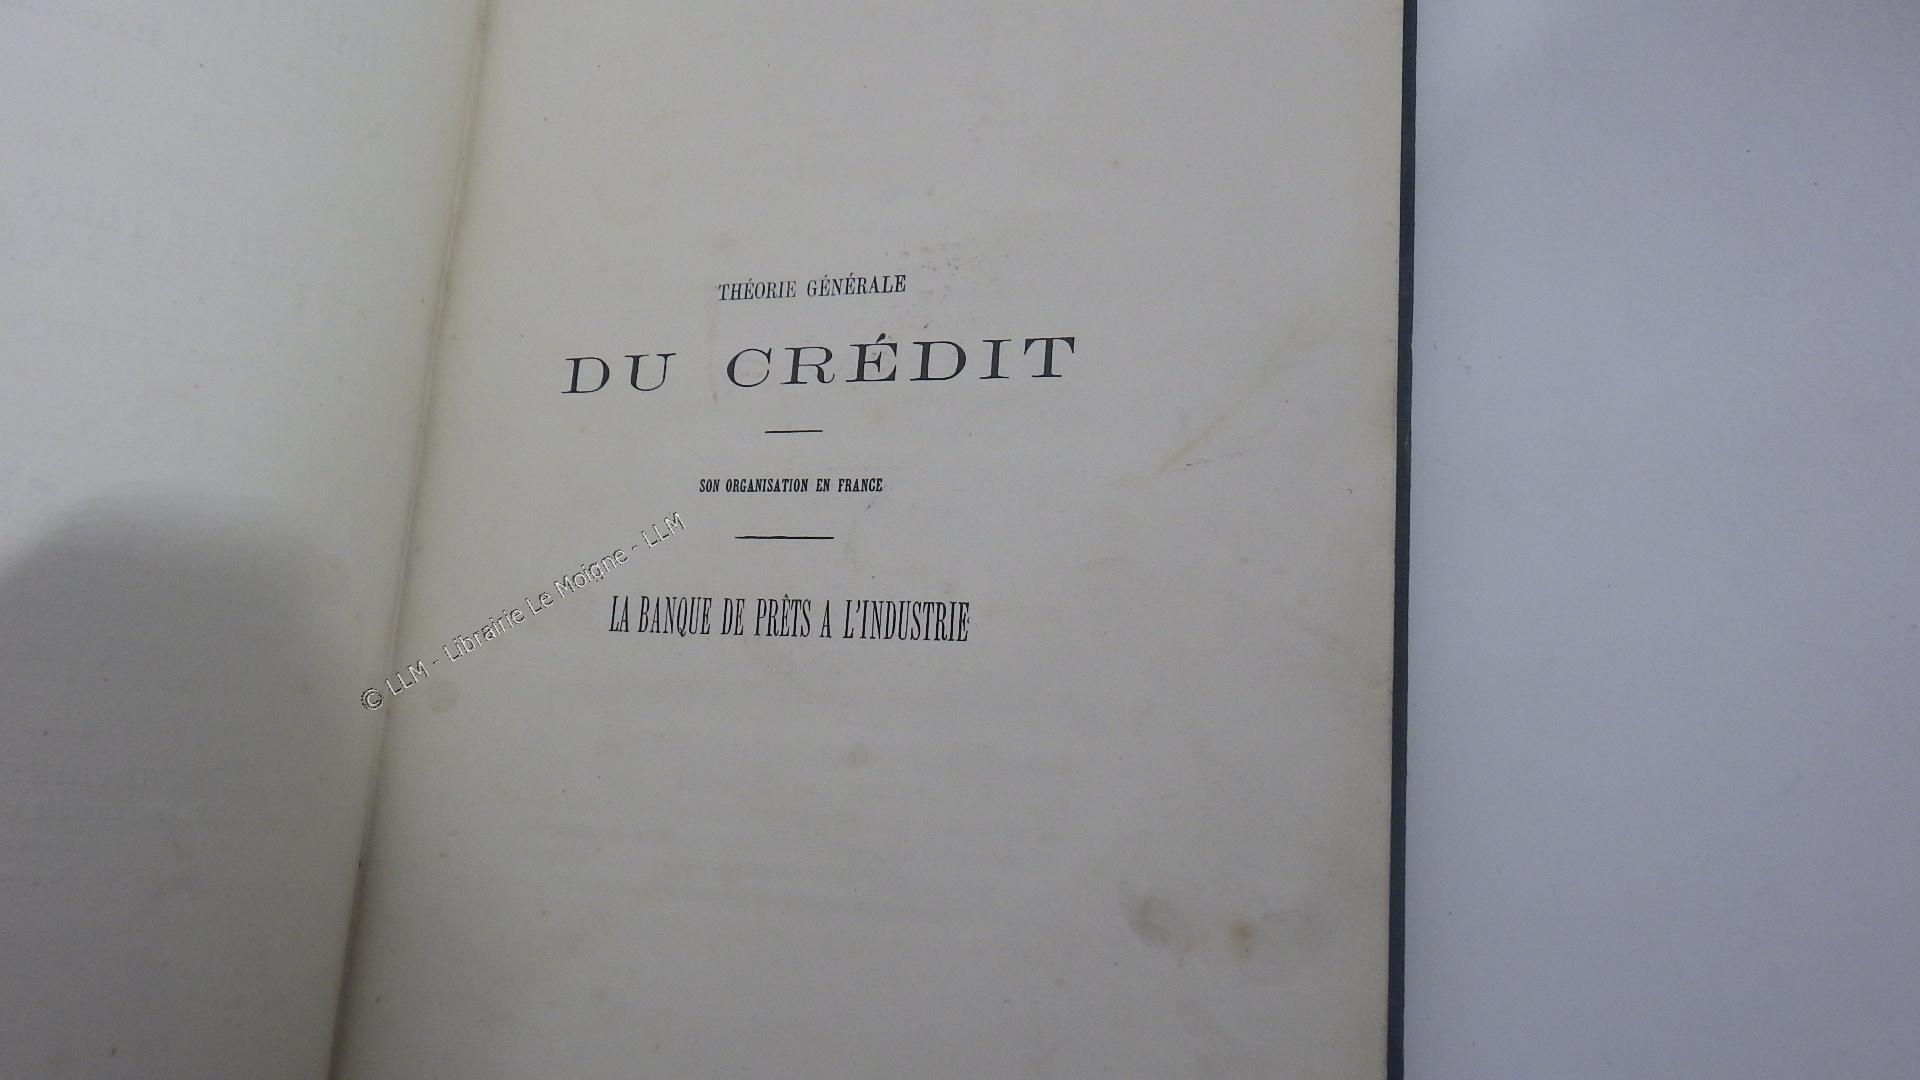 THÉORIE GÉNÉRALE
DU CRÉDIT
SON ORGANISATION EN FRANCE
LA BANQUE DE PRÊTS A L'INDUSTRIE
© LLM - Librairie Le Moigne - LLM